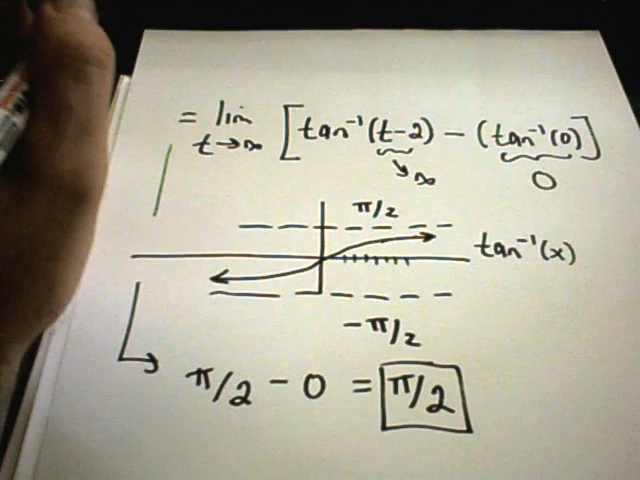 = lim t→∞ [tan⁻¹(t-2) - (tan⁻¹(0))]
∞
0
π/2
tan⁻¹(x)
-π/2
π/2 - 0 = π/2